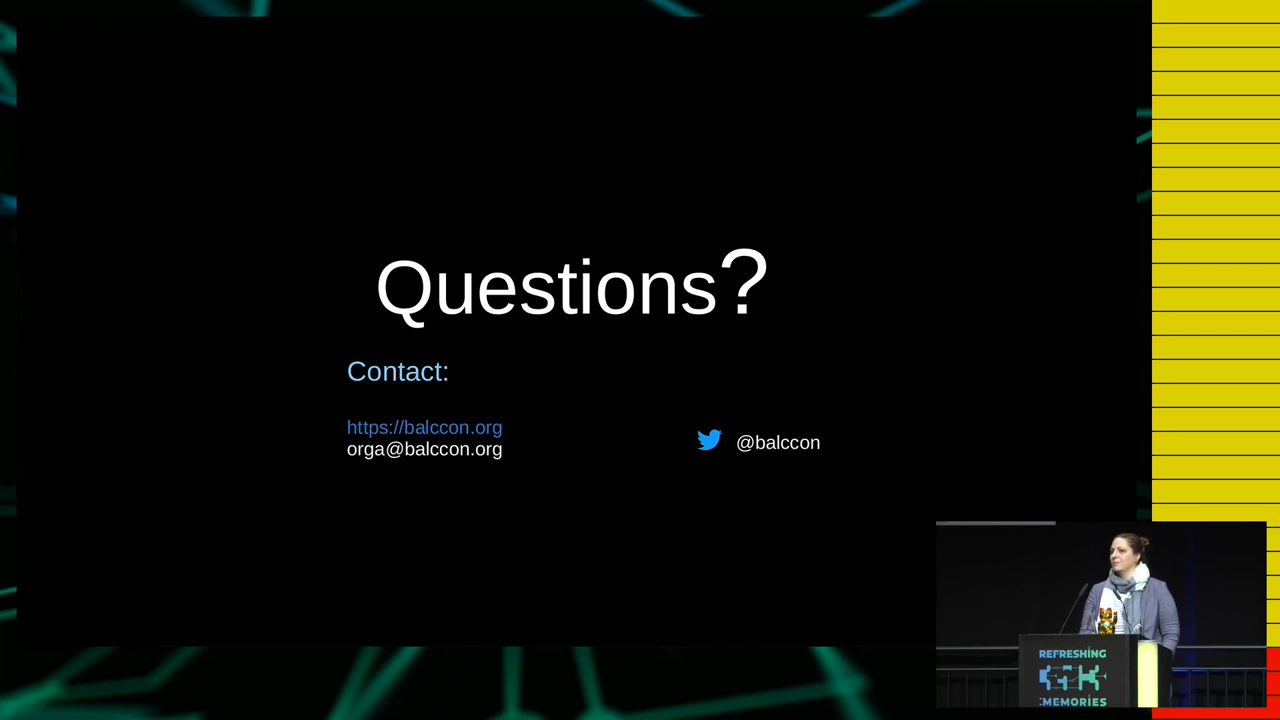 Questions?
Contact:
https://balccon.org
orga@balccon.org
@balccon
REFRESHING
MEMORIES